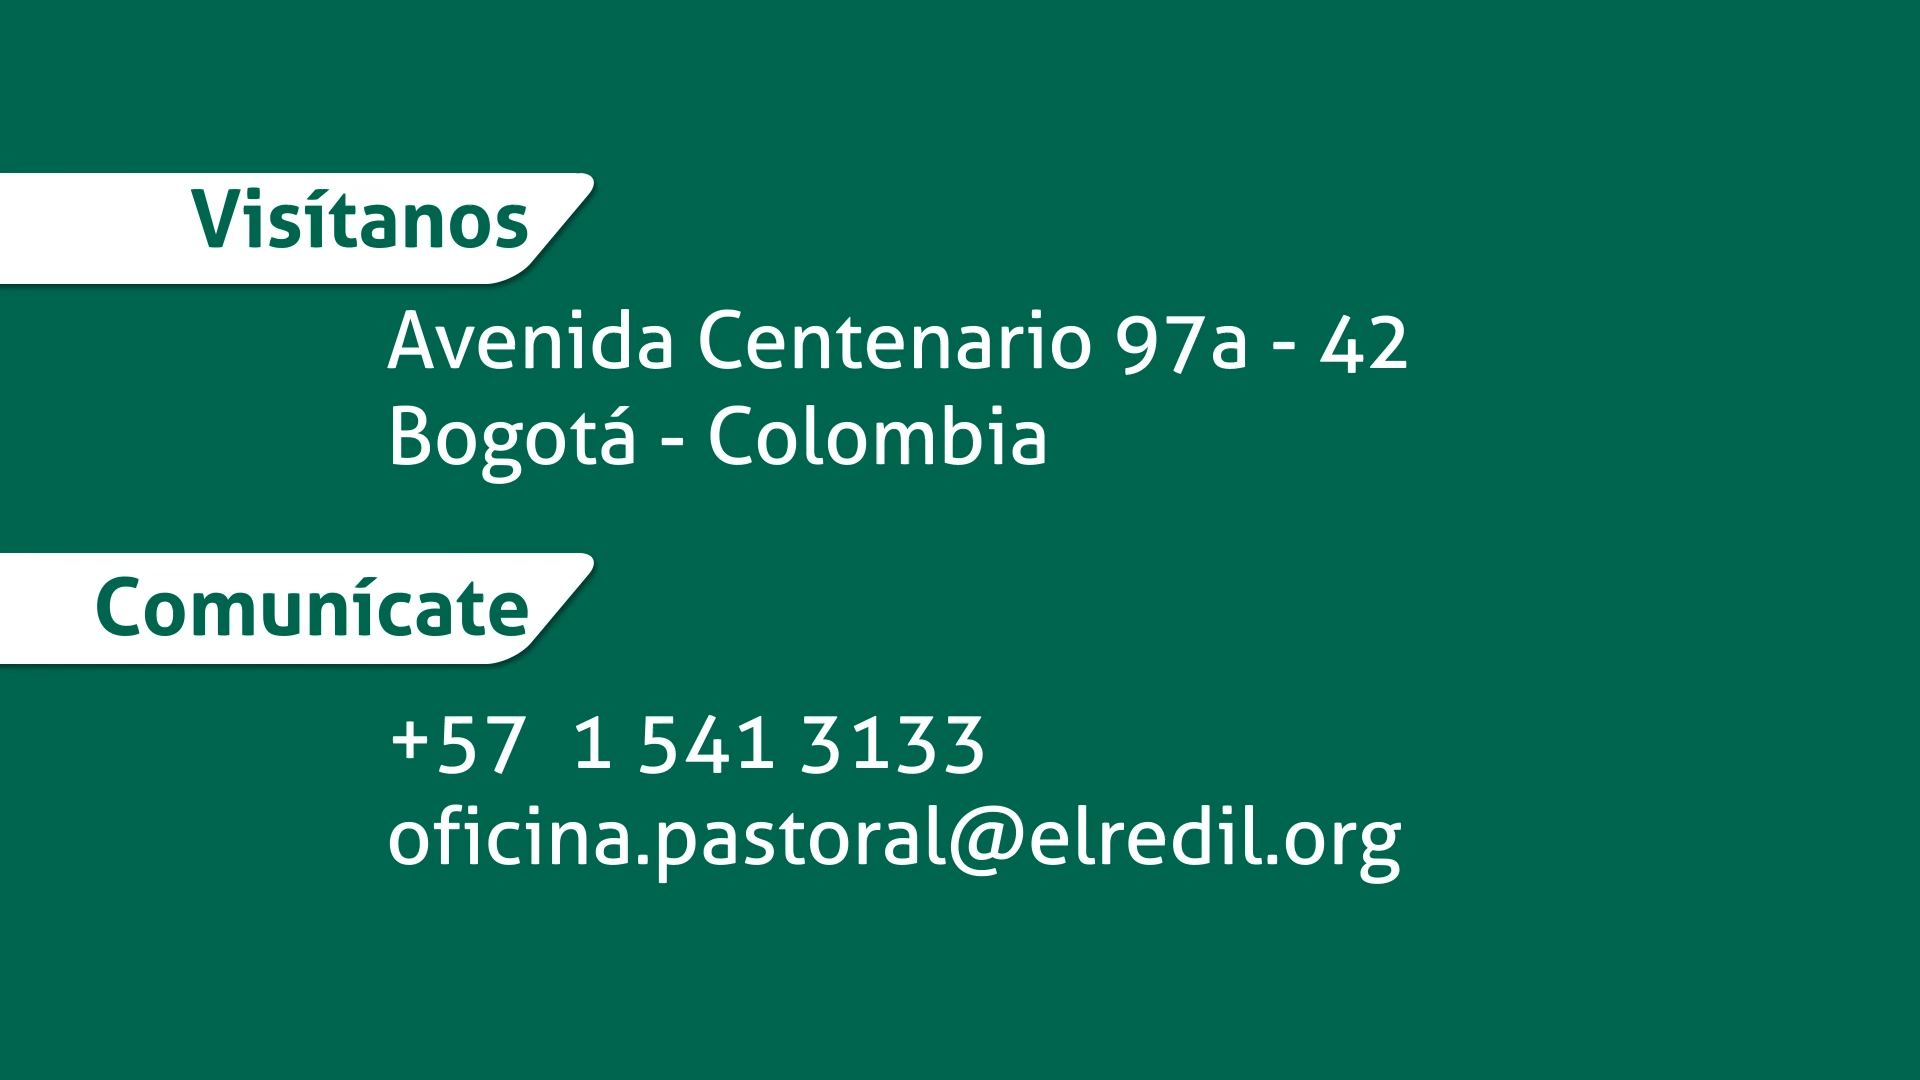 Visítanos
Avenida Centenario 97a - 42
Bogotá - Colombia
Comunícate
+57  1 541 3133
oficina.pastoral@elredil.org